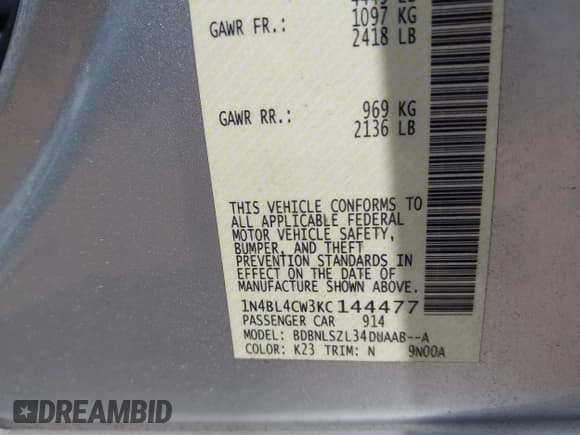 1097 KG
GAWR FR.:
2418 LB
969 KG
GAWR RR.:
2136 LB
THIS VEHICLE CONFORMS TO
ALL APPLICABLE FEDERAL
MOTOR VEHICLE SAFETY,
BUMPER, AND THEFT
PREVENTION STANDARDS IN
EFFECT ON THE DATE OF
MANUFACTURE SHOWN ABOVE.
1N4BL4CW3KC144477
PASSENGER CAR 914
MODEL: BDBNLSZL34DUAAB--A
COLOR: K23 TRIM: N 9N00A
DREAMBID